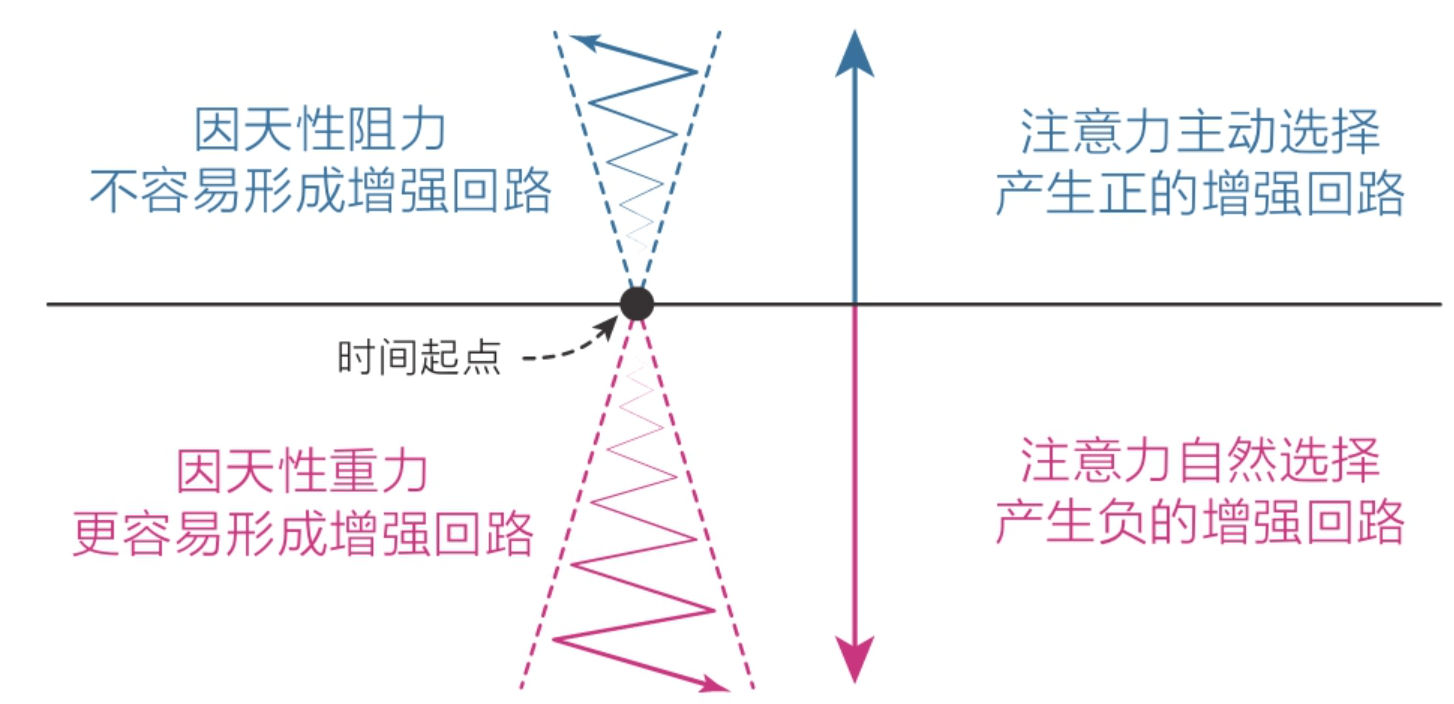 因天性阻力
不容易形成增强回路
注意力主动选择
产生正的增强回路
时间起点
因天性重力
更容易形成增强回路
注意力自然选择
产生负的增强回路